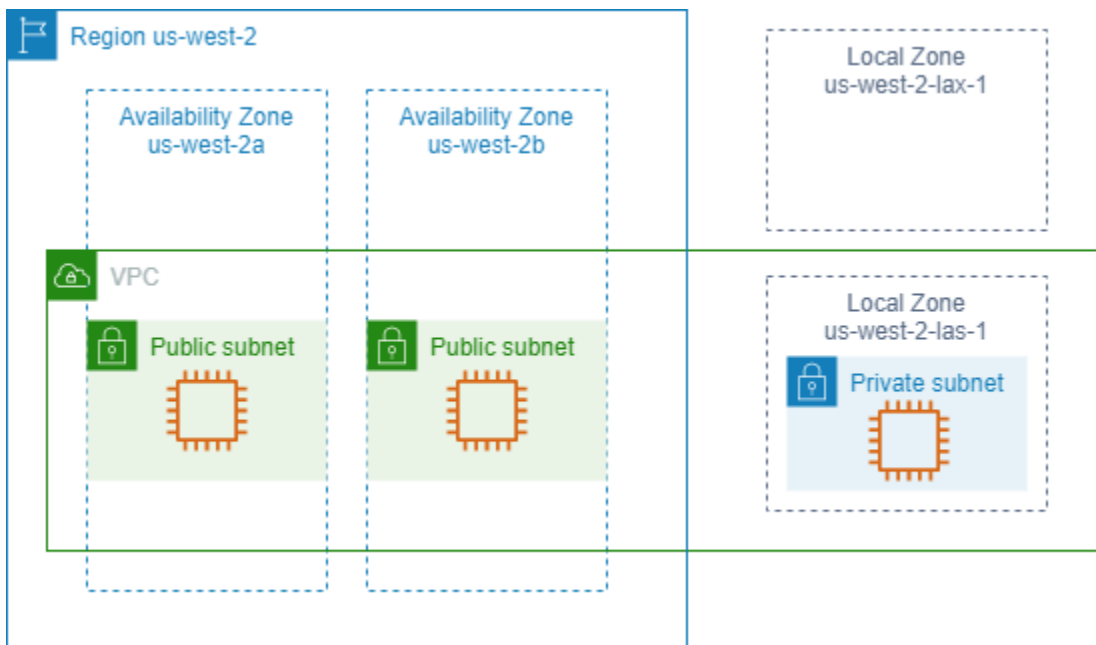 Region us-west-2
Availability Zone
us-west-2a
Availability Zone
us-west-2b
Local Zone
us-west-2-lax-1
VPC
Public subnet
Public subnet
Local Zone
us-west-2-las-1
Private subnet